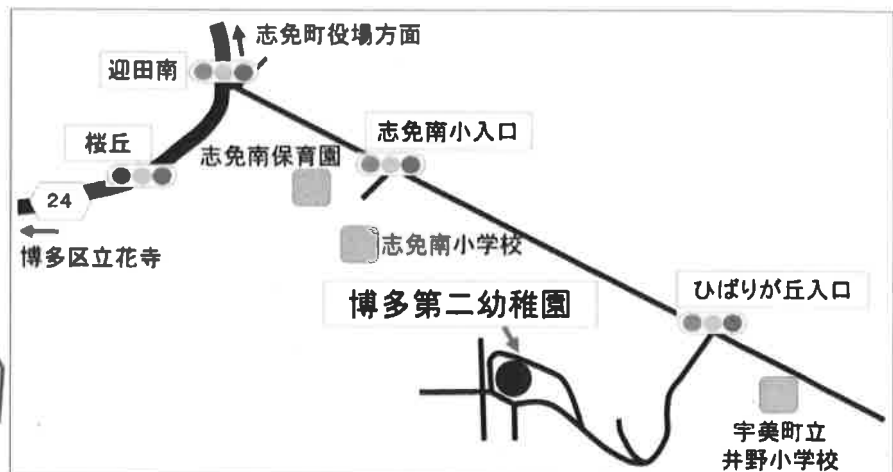 志免町役場方面
迎田南
志免南小入口
桜丘
志免南保育園
24
博多区立花寺
志免南小学校
ひばりが丘入口
博多第二幼稚園
宇美町立
井野小学校